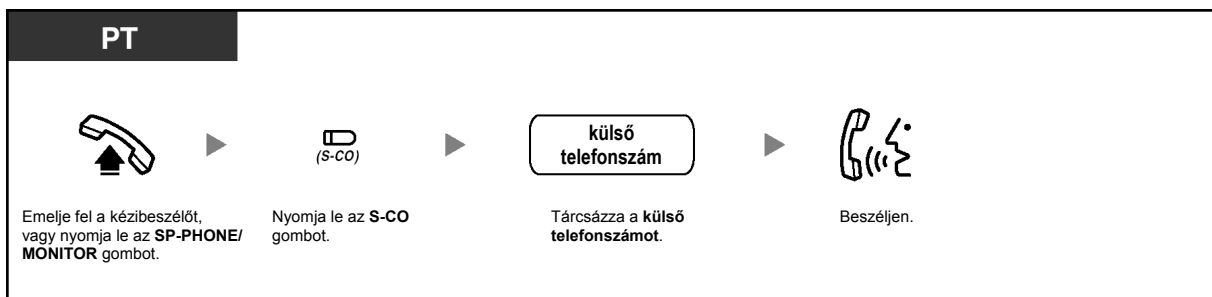 PT
(S-CO)
külső
telefonszám
Emelje fel a kézibeszélőt,
vagy nyomja le az SP-PHONE/
MONITOR gombot.
Nyomja le az S-CO
gombot.
Tárcsázza a külső
telefonszámot.
Beszéljen.